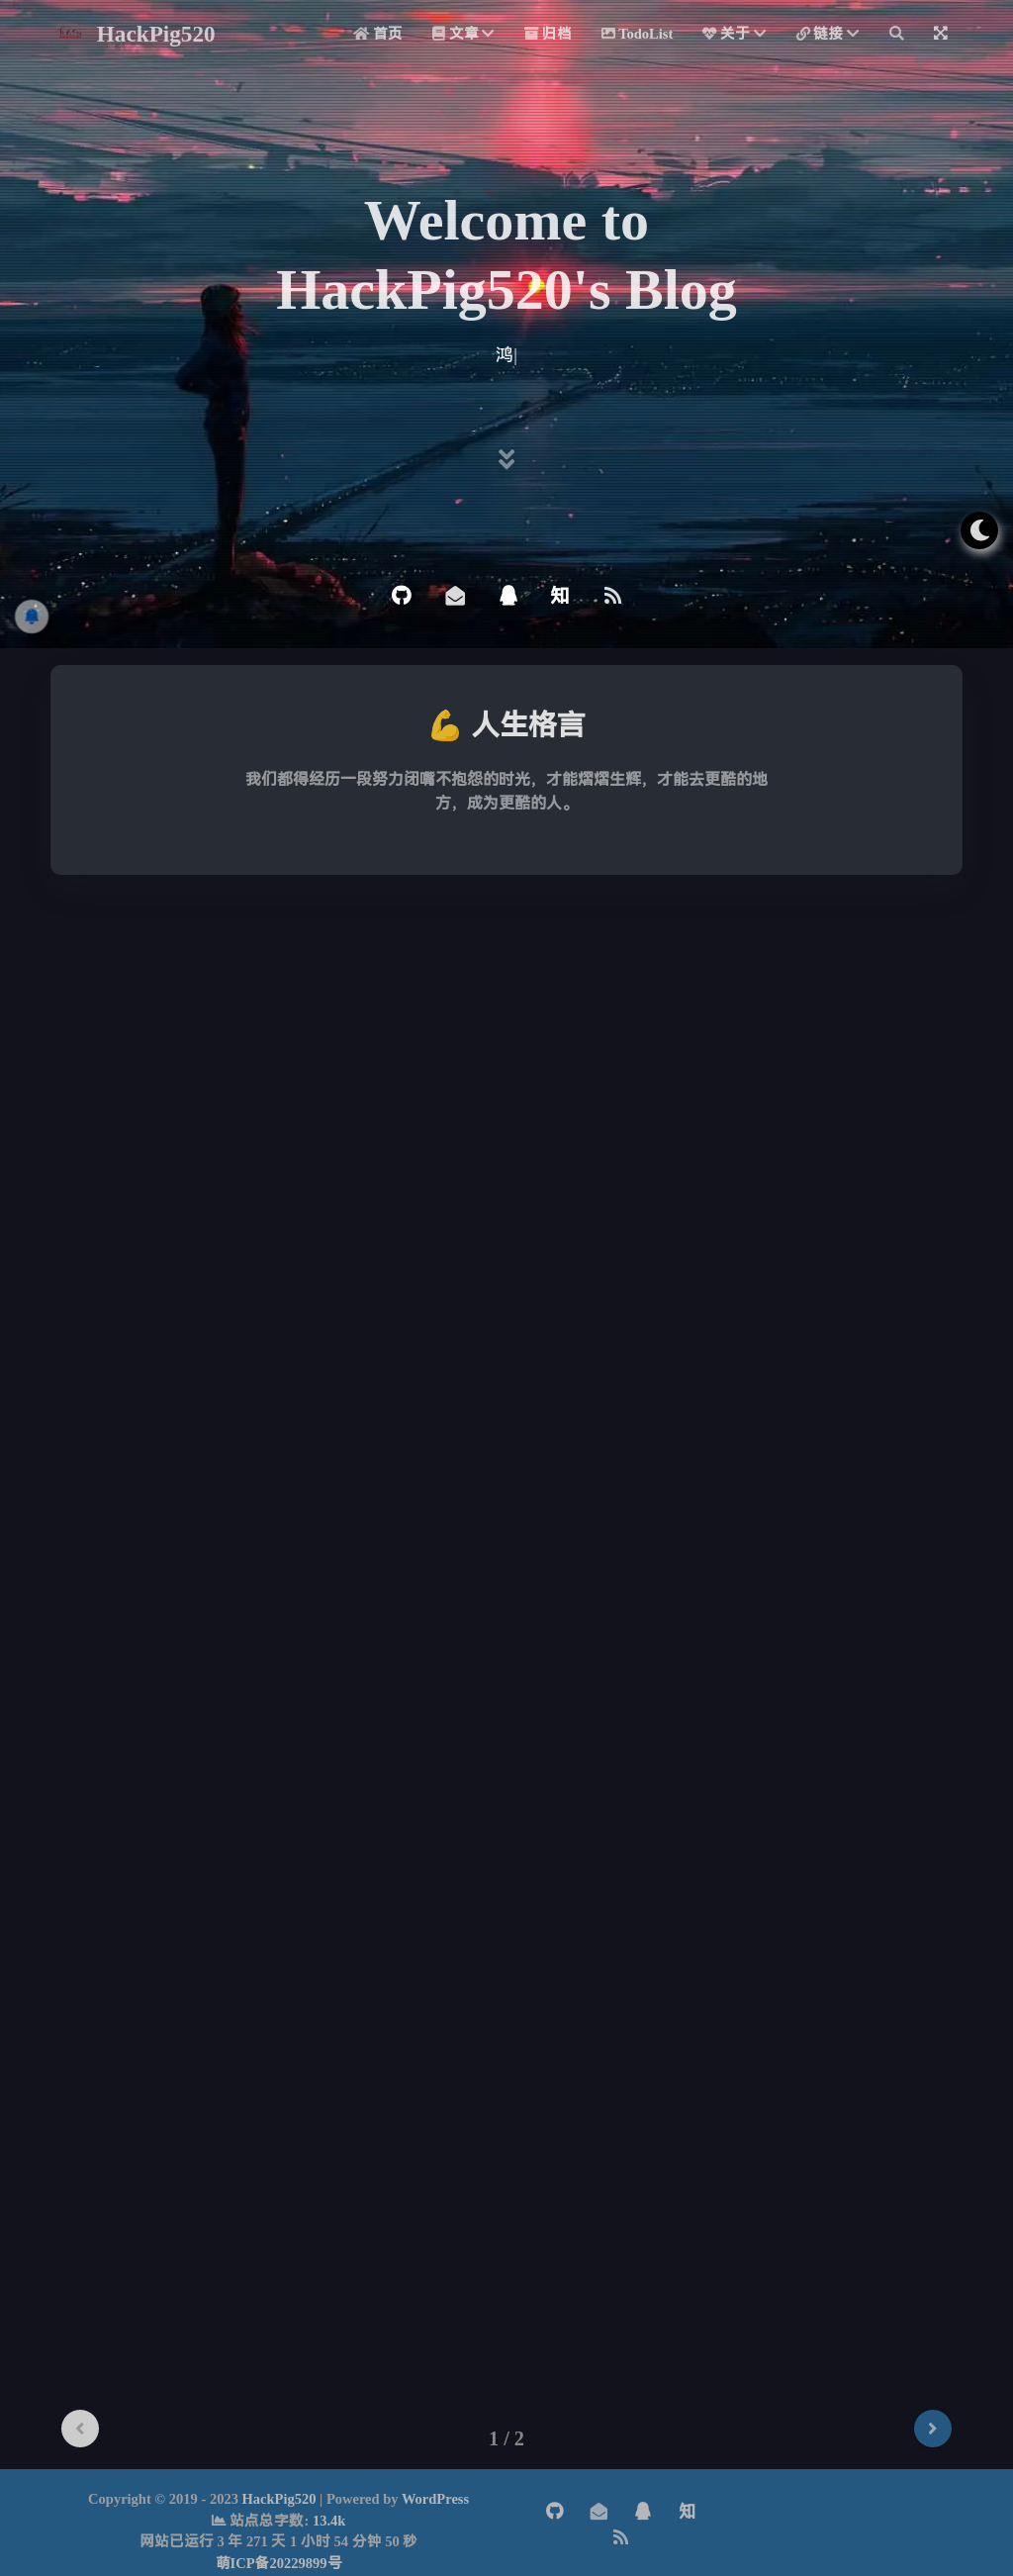 HackPig520 首页 文章 归档 TodoList 关于 链接
Welcome to
HackPig520's Blog
鸿|
知
💪 人生格言
我们都得经历一段努力闭嘴不抱怨的时光，才能熠熠生辉，才能去更酷的地
方，成为更酷的人。
1 / 2
Copyright © 2019 - 2023 HackPig520 | Powered by WordPress
站点总字数: 13.4k
网站已运行 3 年 271 天 1 小时 54 分钟 50 秒
萌ICP备20229899号
知